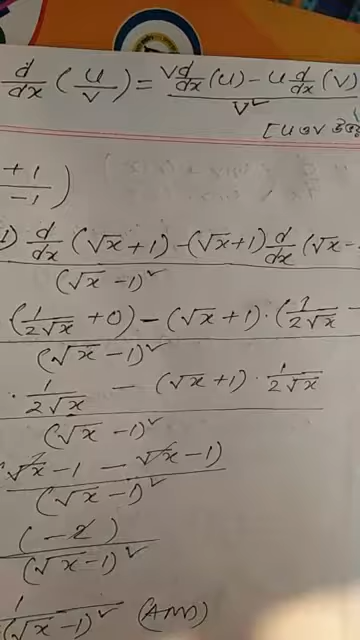 d/dx (u/v) = (v d/dx (u) - u d/dx (v)) / v²
[u ও v
+ 1 / -1 )
1) d/dx (√x + 1) - (√x + 1) d/dx (√x - / (√x - 1)²
. (1/2√x + 0) - (√x + 1) . (1/2√x - / (√x - 1)²
. 1/2√x - (√x + 1) . 1/2√x / (√x - 1)²
(√x - 1 - √x - 1) / (√x - 1)²
(-2) / (√x - 1)²
1 / (√x - 1)² (Ans)